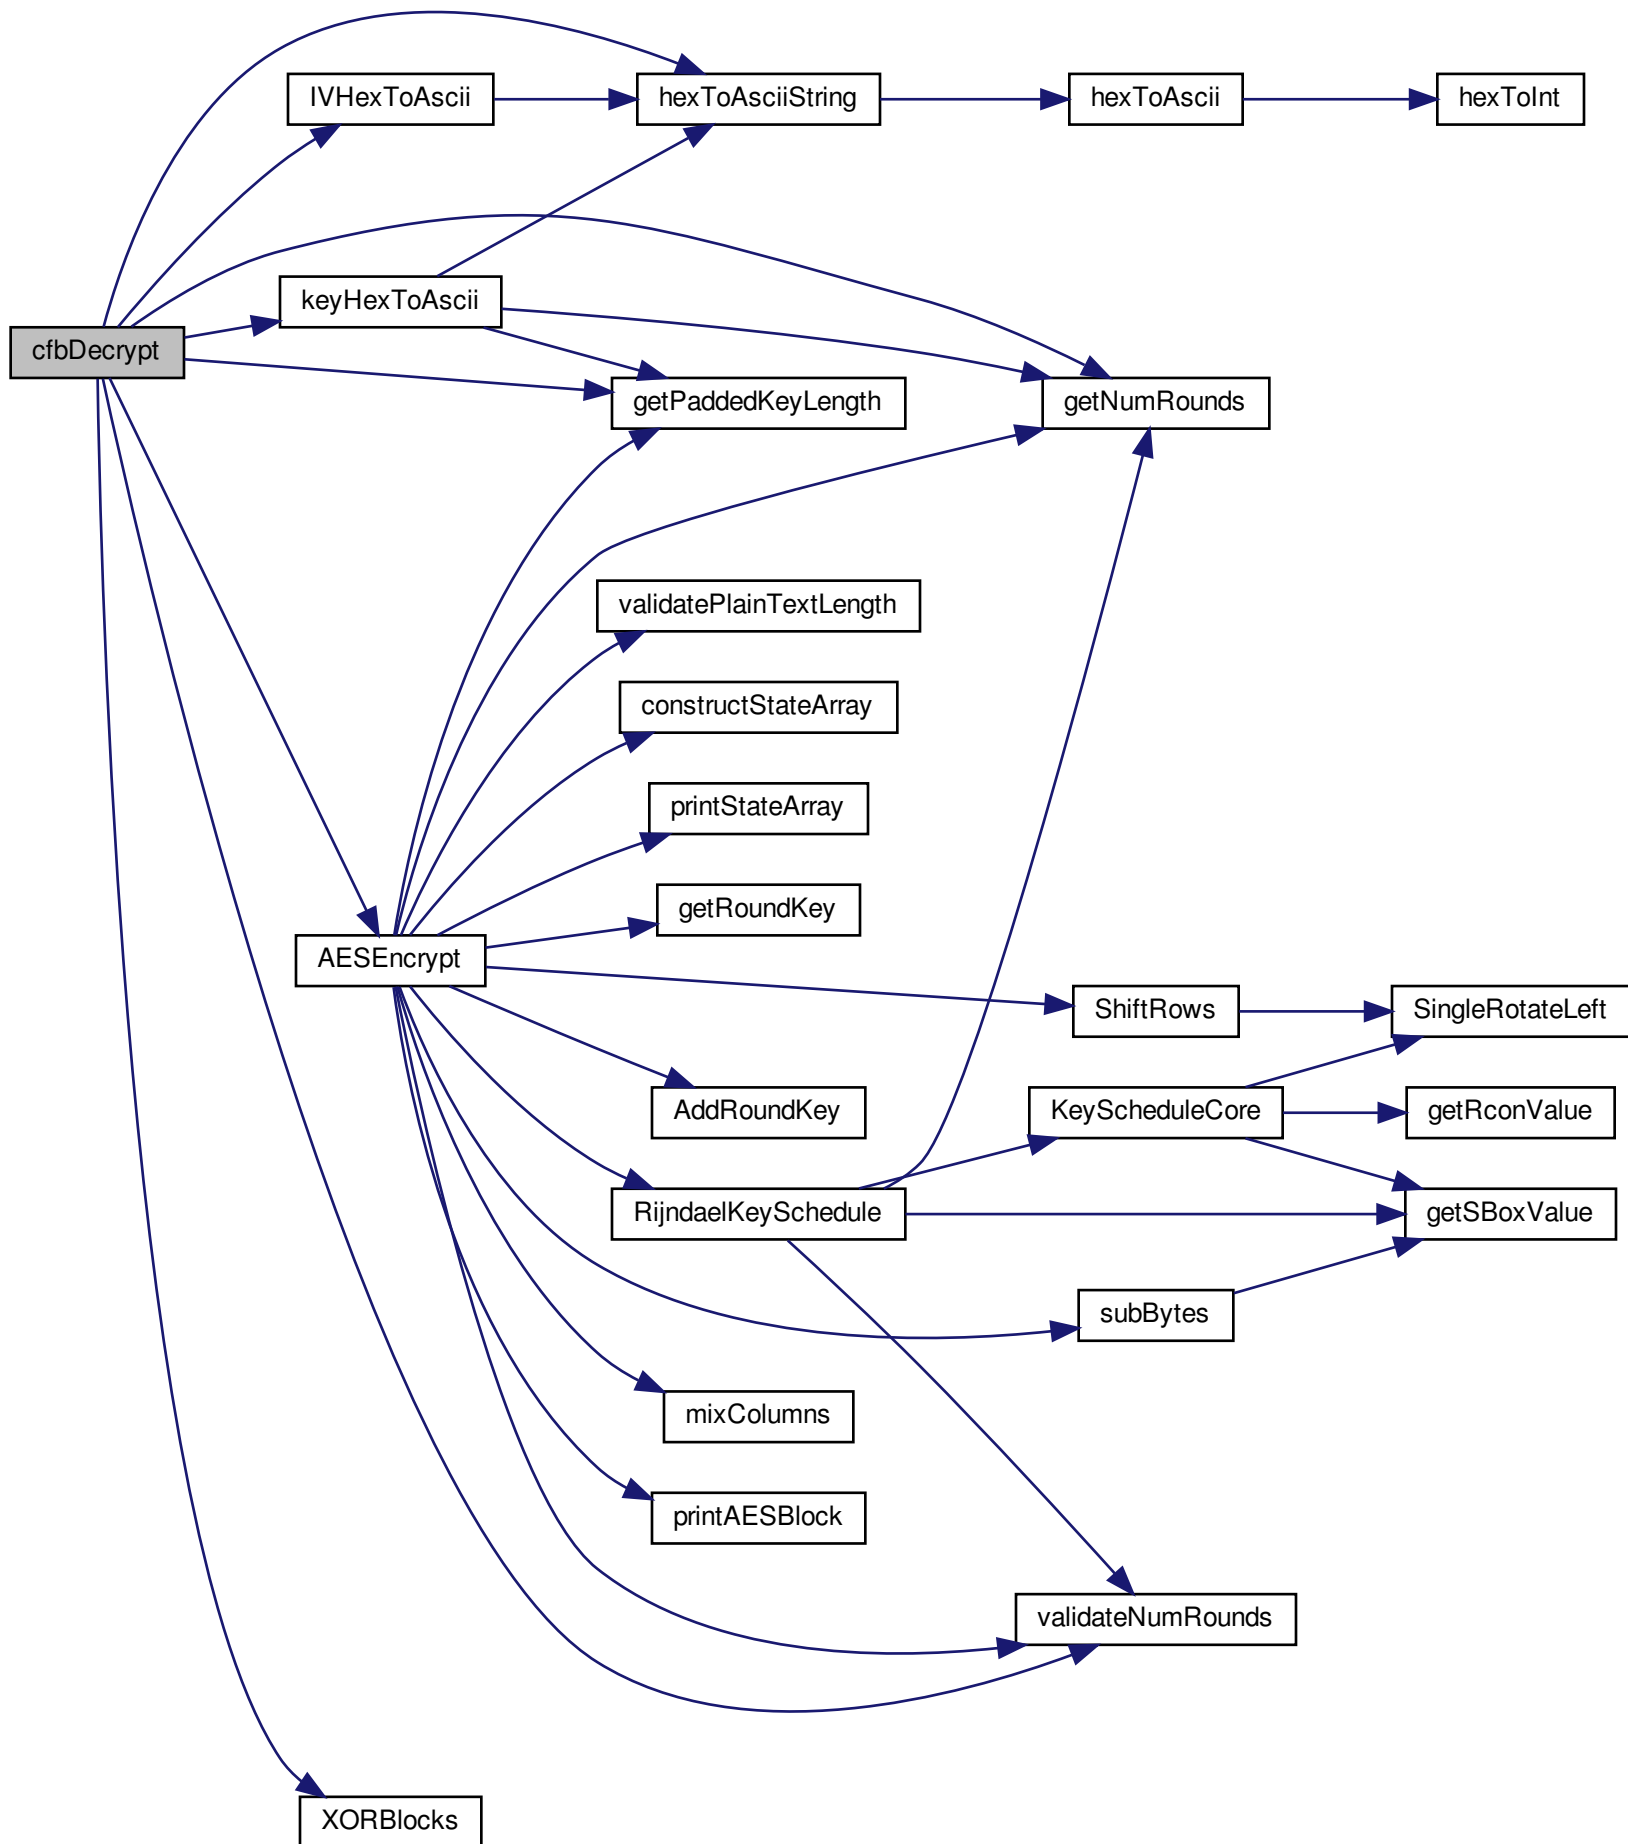 IVHexToAscii
hexToAsciiString
hexToAscii
hexToInt
keyHexToAscii
cfbDecrypt
getPaddedKeyLength
getNumRounds
validatePlainTextLength
constructStateArray
printStateArray
getRoundKey
AESEncrypt
ShiftRows
SingleRotateLeft
AddRoundKey
KeyScheduleCore
getRconValue
RijndaelKeySchedule
getSBoxValue
subBytes
mixColumns
printAESBlock
validateNumRounds
XORBlocks